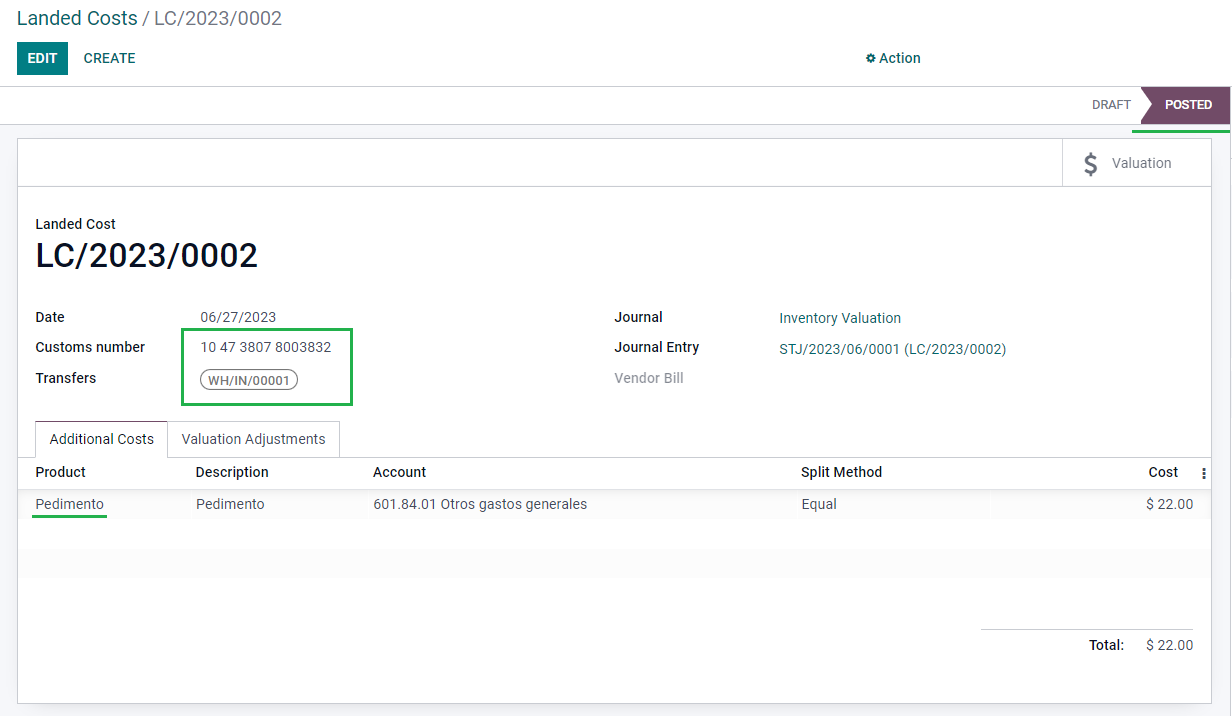 Landed Costs / LC/2023/0002
EDIT CREATE Action
DRAFT POSTED
$ Valuation
Landed Cost
LC/2023/0002
Date 06/27/2023 Journal Inventory Valuation
Customs number 10 47 3807 8003832 Journal Entry STJ/2023/06/0001 (LC/2023/0002)
Transfers WH/IN/00001 Vendor Bill
Additional Costs Valuation Adjustments
Product Description Account Split Method Cost
Pedimento Pedimento 601.84.01 Otros gastos generales Equal $ 22.00
Total: $ 22.00